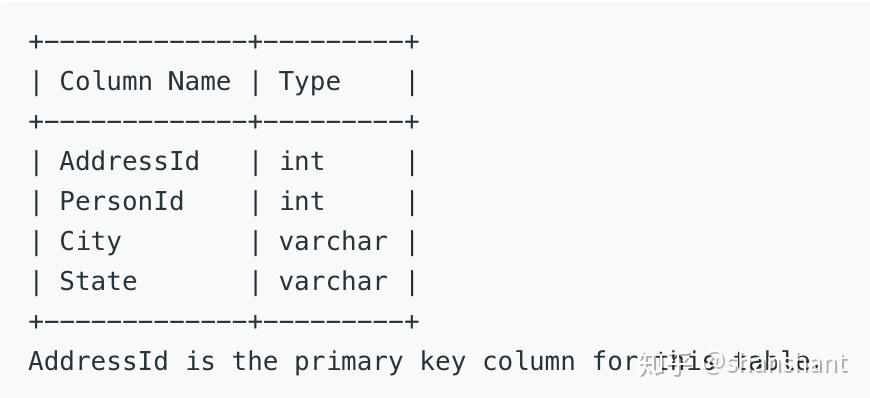 +-------------+---------+
| Column Name | Type    |
+-------------+---------+
| AddressId   | int     |
| PersonId    | int     |
| City        | varchar |
| State       | varchar |
+-------------+---------+
AddressId is the primary key column for this table.
知乎 @shanshant